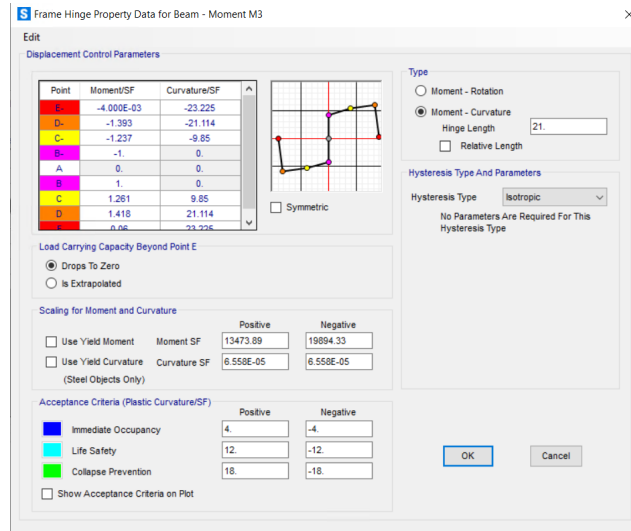 S Frame Hinge Property Data for Beam - Moment M3
Edit
Displacement Control Parameters
Point Moment/SF Curvature/SF
E- -4.000E-03 -23.225
D- -1.393 -21.114
C- -1.237 -9.85
B- -1. 0.
A 0. 0.
B 1. 0.
C 1.261 9.85
D 1.418 21.114
E 0.06 23.225
Symmetric
Type
Moment - Rotation
Moment - Curvature
Hinge Length 21.
Relative Length
Hysteresis Type And Parameters
Hysteresis Type Isotropic
No Parameters Are Required For This
Hysteresis Type
Load Carrying Capacity Beyond Point E
Drops To Zero
Is Extrapolated
Scaling for Moment and Curvature
Positive Negative
Use Yield Moment Moment SF 13473.89 19894.33
Use Yield Curvature Curvature SF 6.558E-05 6.558E-05
(Steel Objects Only)
Acceptance Criteria (Plastic Curvature/SF)
Positive Negative
Immediate Occupancy 4. -4.
Life Safety 12. -12.
Collapse Prevention 18. -18.
Show Acceptance Criteria on Plot
OK Cancel